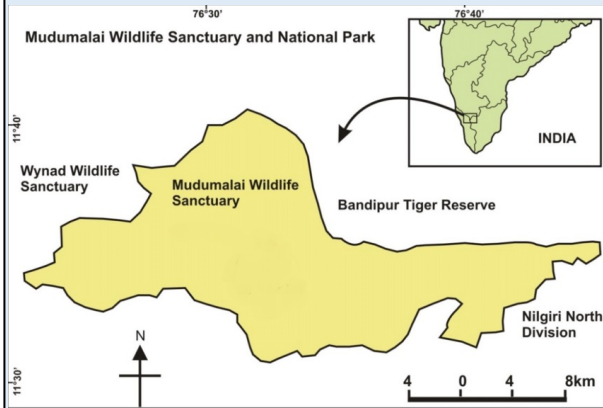 76°30'
76°40'
Mudumalai Wildlife Sanctuary and National Park
11°40'
INDIA
Wynad Wildlife
Sanctuary
Mudumalai Wildlife
Sanctuary
Bandipur Tiger Reserve
Nilgiri North
Division
N
11°30'
4 0 4 8km